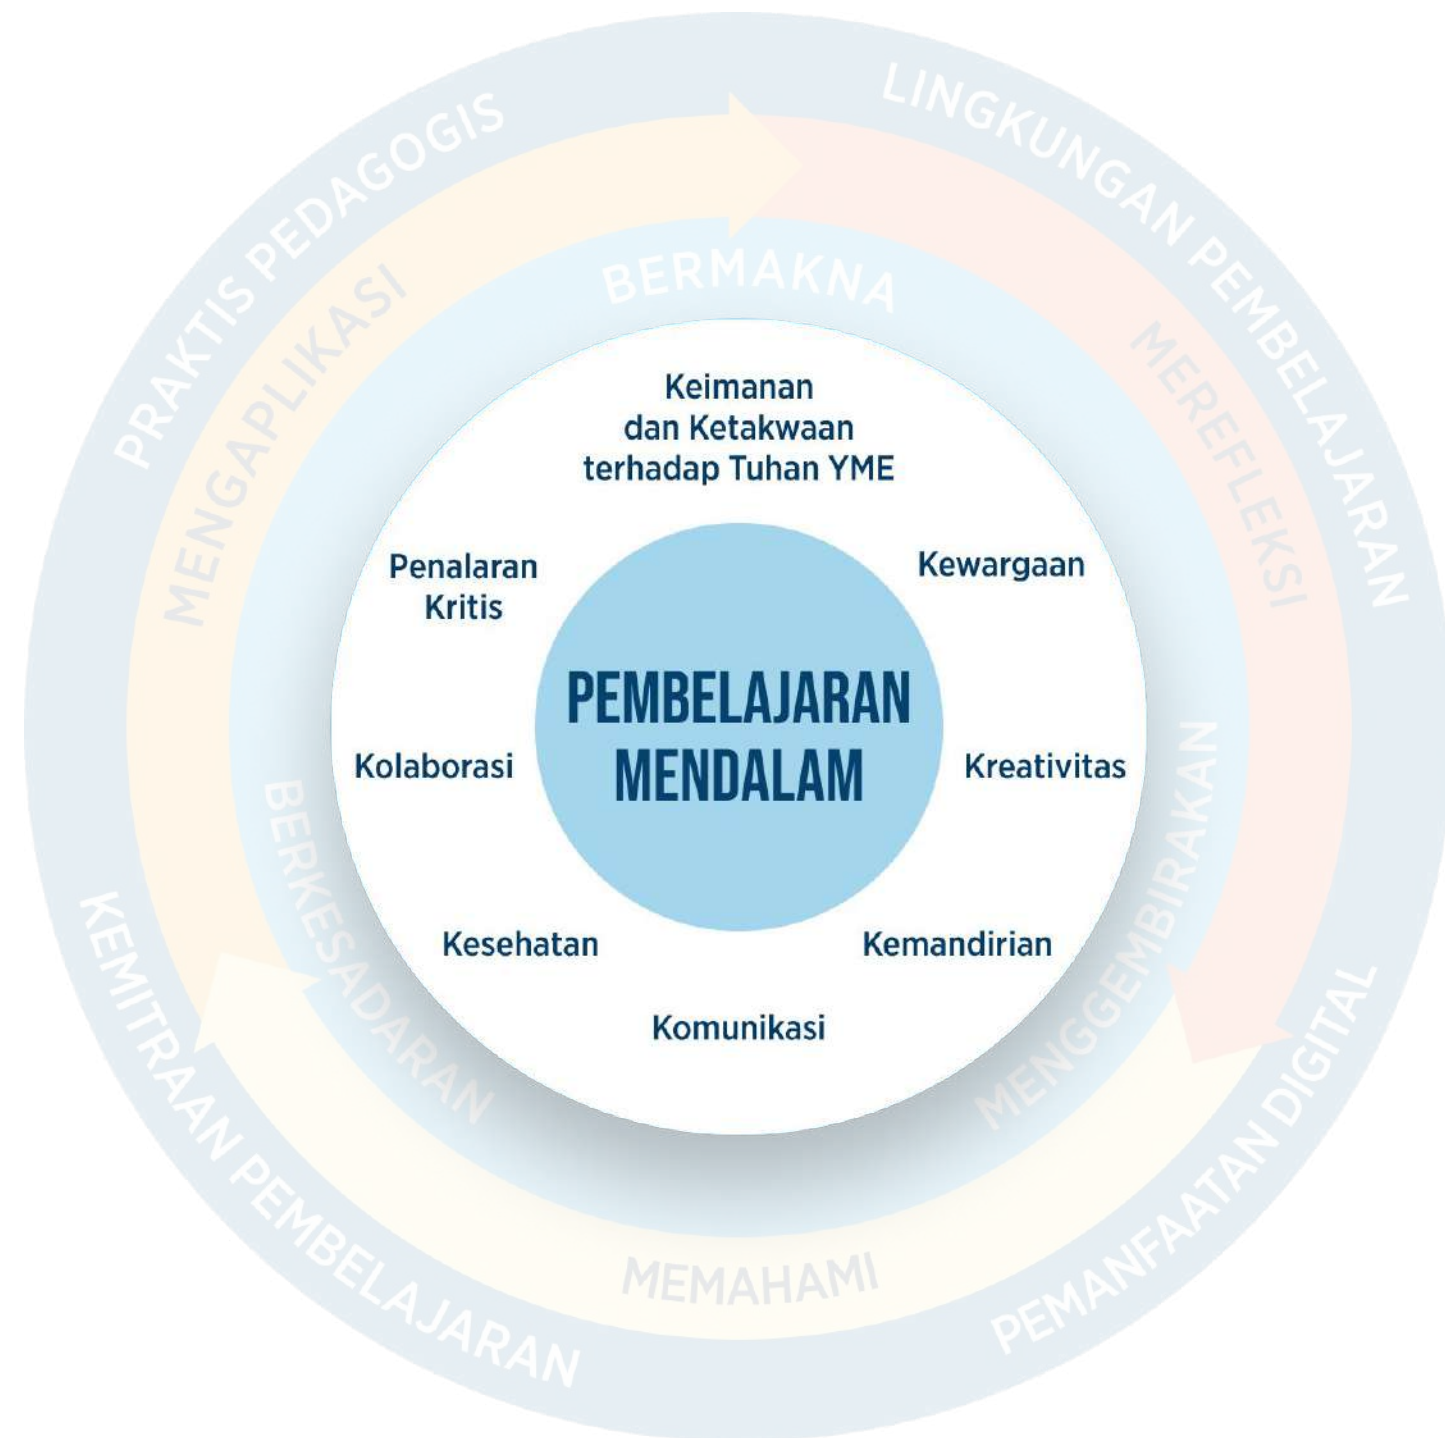 PRAKTIS PEDAGOGIS
LINGKUNGAN PEMBELAJARAN
MENGAPLIKASI
MEREFLEKSI
BERMAKNA
Keimanan
dan Ketakwaan
terhadap Tuhan YME
Penalaran
Kritis
Kewargaan
PEMBELAJARAN
MENDALAM
Kolaborasi
Kreativitas
BERKESADARAN
MENGGEMBIRAKAN
Kesehatan
Kemandirian
Komunikasi
KEMITRAAN PEMBELAJARAN
MEMAHAMI
PEMANFAATAN DIGITAL